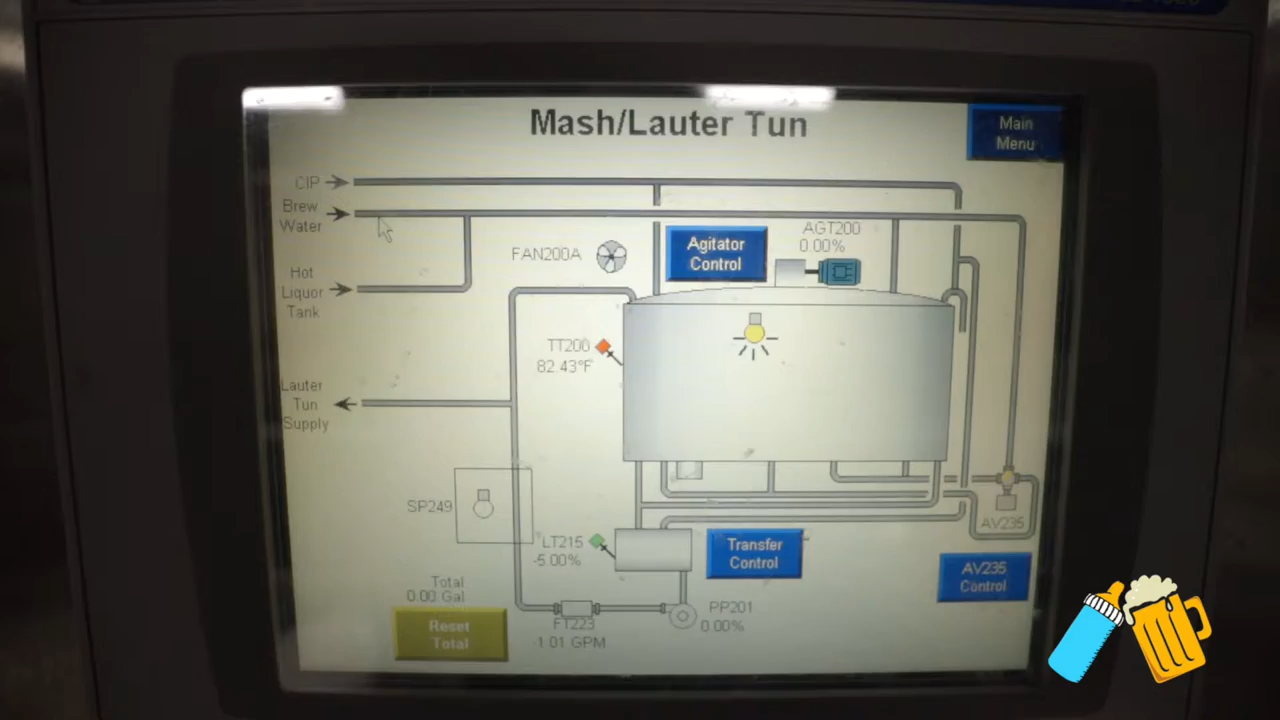 Mash/Lauter Tun
Main
Menu
CIP
Brew
Water
Hot
Liquor
Tank
FAN200A
Agitator
Control
AGT200
0.00%
TT200
82.43°F
Lauter
Tun
Supply
SP249
LT215
-5.00%
Transfer
Control
AV235
AV235
Control
Total
0.00 Gal
Reset
Total
FT223
-1.01 GPM
PP201
0.00%